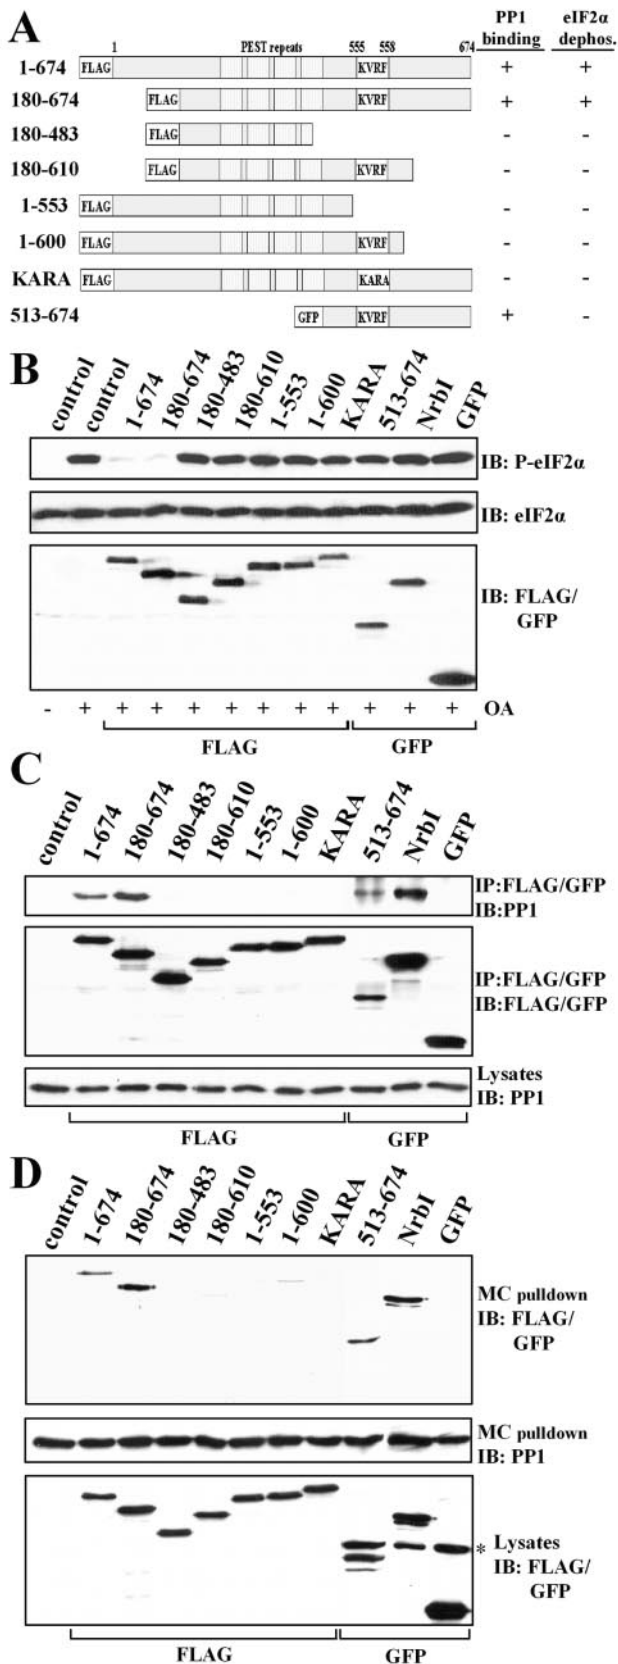 A
PP1 binding
eIF2α dephos.
1 PEST repeats 555 558 674
1-674 FLAG KVRF + +
180-674 FLAG KVRF + +
180-483 FLAG - -
180-610 FLAG KVRF - -
1-553 FLAG - -
1-600 FLAG KVRF - -
KARA FLAG KARA - -
513-674 GFP KVRF + -
B
control control 1-674 180-674 180-483 180-610 1-553 1-600 KARA 513-674 NrbI GFP
IB: P-eIF2α
IB: eIF2α
IB: FLAG/
GFP
- + + + + + + + + + + + OA
FLAG GFP
C
control 1-674 180-674 180-483 180-610 1-553 1-600 KARA 513-674 NrbI GFP
IP:FLAG/GFP
IB:PP1
IP:FLAG/GFP
IB:FLAG/GFP
Lysates
IB: PP1
FLAG GFP
D
control 1-674 180-674 180-483 180-610 1-553 1-600 KARA 513-674 NrbI GFP
MC pulldown
IB: FLAG/
GFP
MC pulldown
IB: PP1
* Lysates
IB: FLAG/
GFP
FLAG GFP